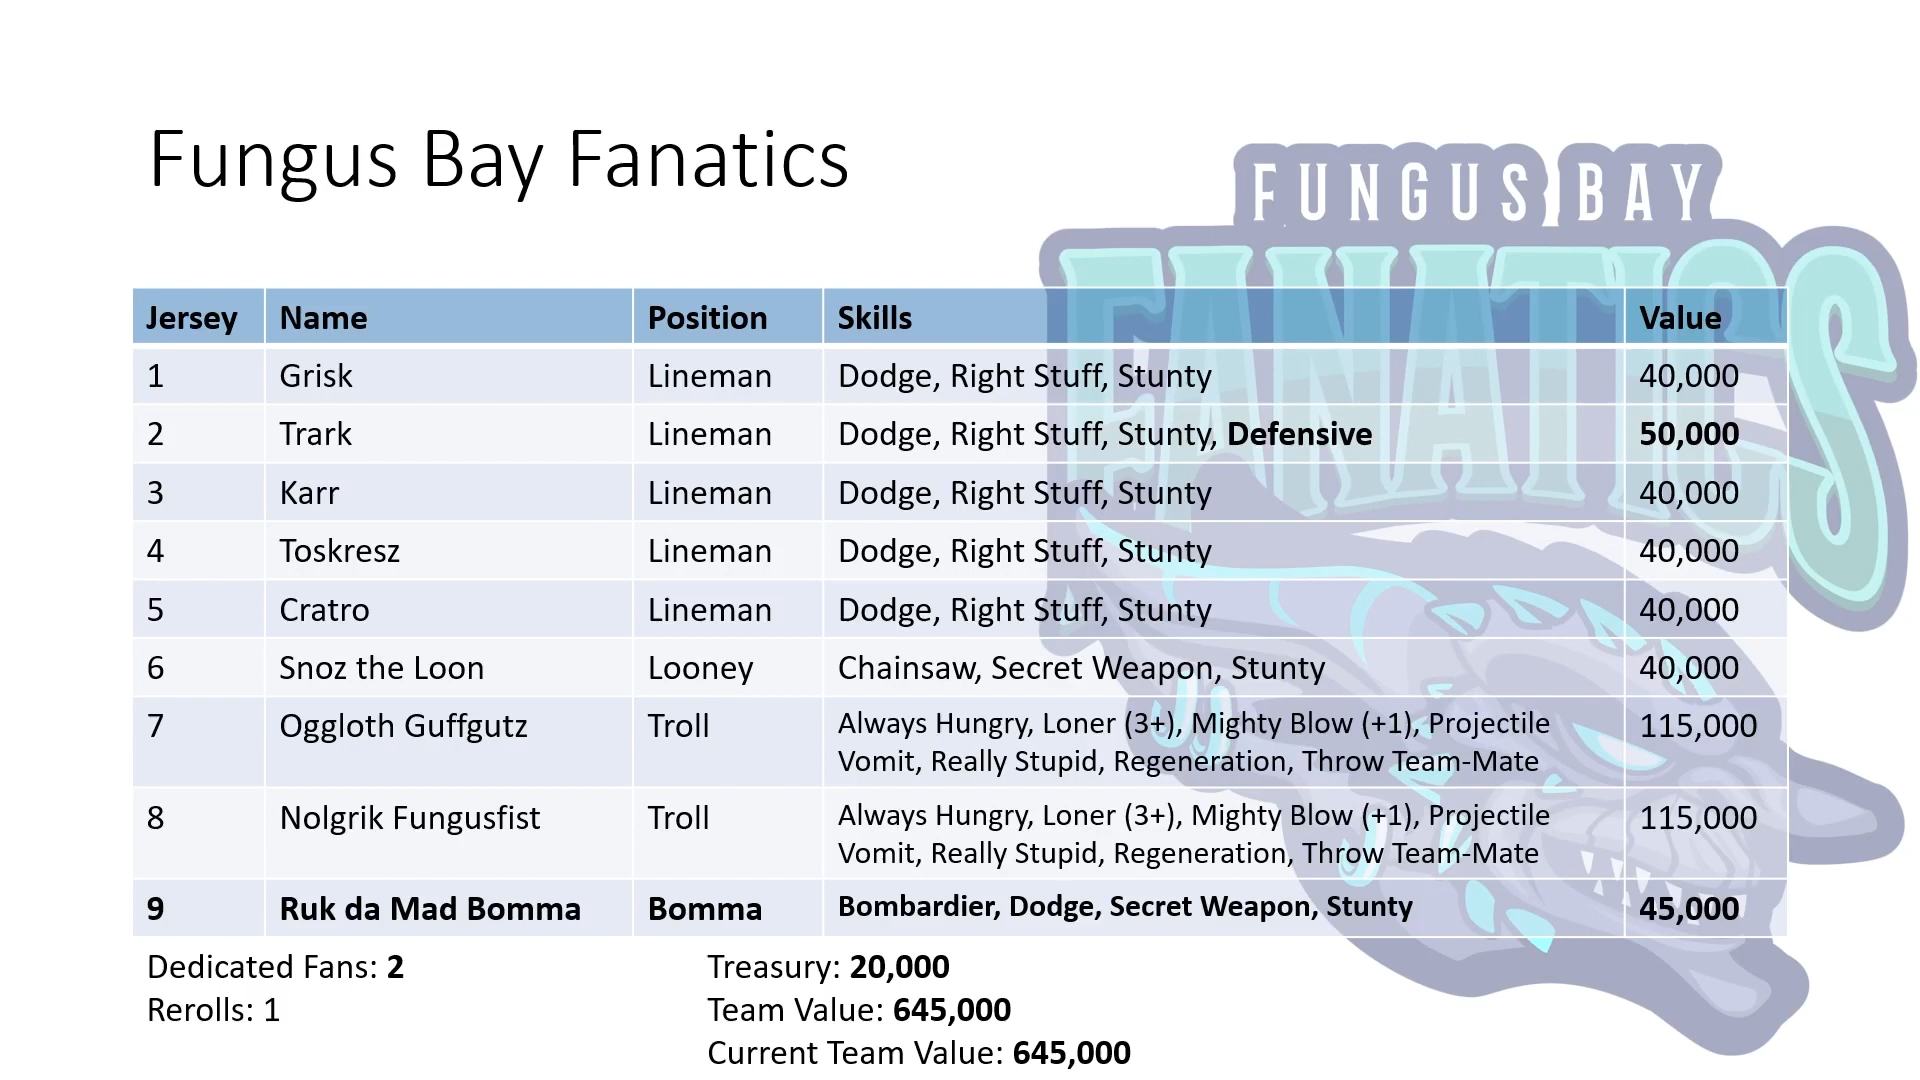 Fungus Bay Fanatics
FUNGUS BAY
FANATICS
Jersey Name Position Skills Value
1 Grisk Lineman Dodge, Right Stuff, Stunty 40,000
2 Trark Lineman Dodge, Right Stuff, Stunty, Defensive 50,000
3 Karr Lineman Dodge, Right Stuff, Stunty 40,000
4 Toskresz Lineman Dodge, Right Stuff, Stunty 40,000
5 Cratro Lineman Dodge, Right Stuff, Stunty 40,000
6 Snoz the Loon Looney Chainsaw, Secret Weapon, Stunty 40,000
7 Oggloth Guffgutz Troll Always Hungry, Loner (3+), Mighty Blow (+1), Projectile 115,000
Vomit, Really Stupid, Regeneration, Throw Team-Mate
8 Nolgrik Fungusfist Troll Always Hungry, Loner (3+), Mighty Blow (+1), Projectile 115,000
Vomit, Really Stupid, Regeneration, Throw Team-Mate
9 Ruk da Mad Bomma Bomma Bombardier, Dodge, Secret Weapon, Stunty 45,000
Dedicated Fans: 2
Rerolls: 1
Treasury: 20,000
Team Value: 645,000
Current Team Value: 645,000